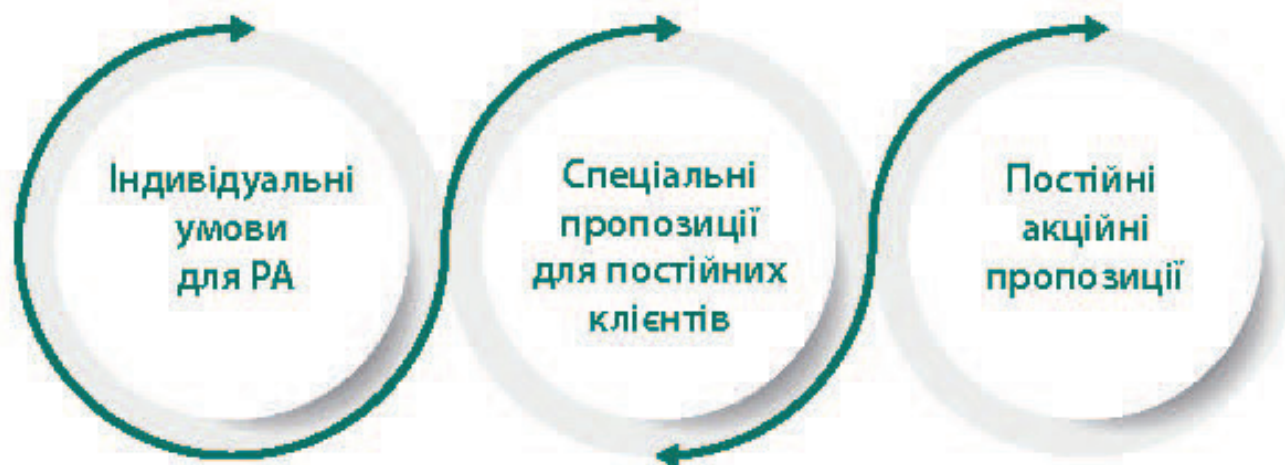 Індивідуальні
умови
для РА
Спеціальні
пропозиції
для постійних
клієнтів
Постійні
акційні
пропозиції